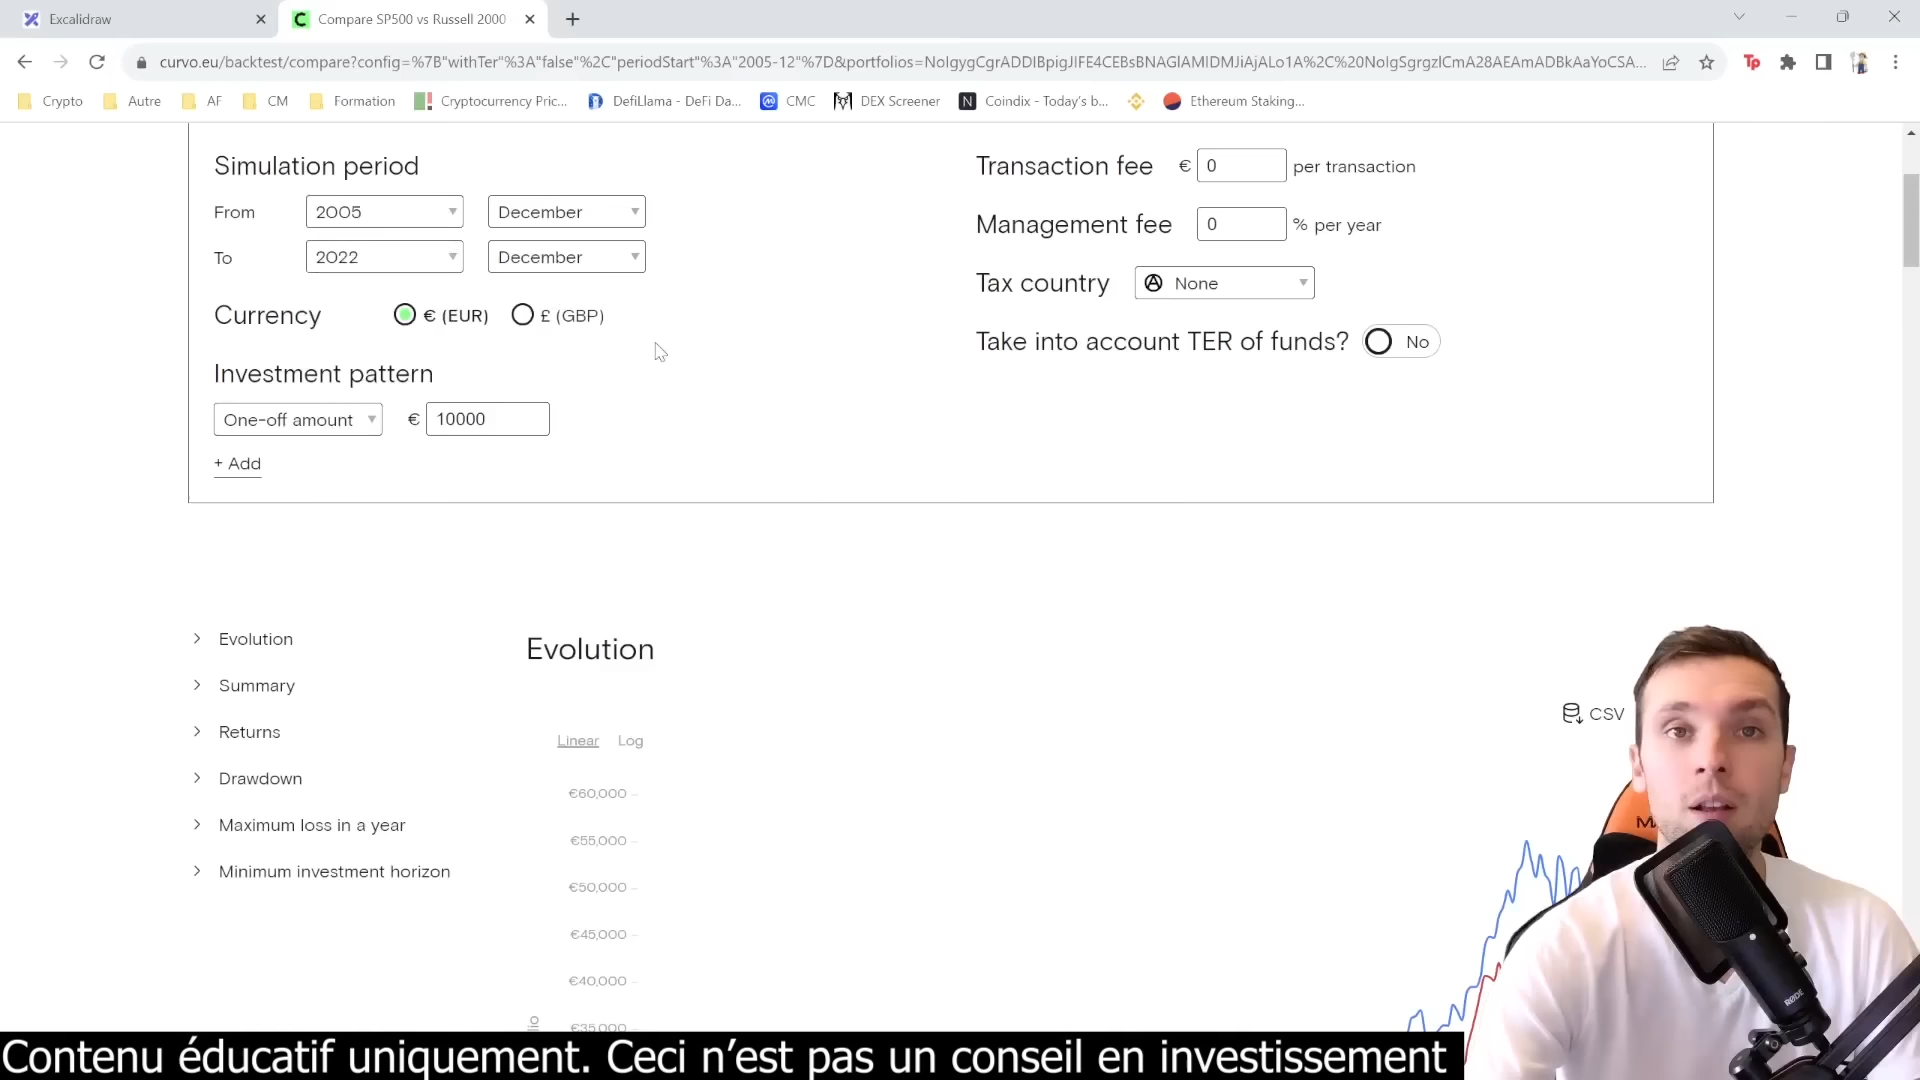 Excalidraw
Compare SP500 vs Russell 2000
curvo.eu/backtest/compare?config=%7B"withTer"%3A"false"%2C"periodStart"%3A"2005-12"%7D&portfolios=
Crypto Autre AF CM Formation Cryptocurrency Pric... DefiLlama - DeFi Da... CMC DEX Screener Coindix - Today's b... Ethereum Staking...
Simulation period
From 2005 December
To 2022 December
Currency € (EUR) £ (GBP)
Investment pattern
One-off amount € 10000
+ Add
Transaction fee € 0 per transaction
Management fee 0 % per year
Tax country None
Take into account TER of funds? No
Evolution
Summary
Returns
Drawdown
Maximum loss in a year
Minimum investment horizon
Evolution
CSV
Linear Log
€60,000
€55,000
€50,000
€45,000
€40,000
€35,000
RØDE
Contenu éducatif uniquement. Ceci n'est pas un conseil en investissement